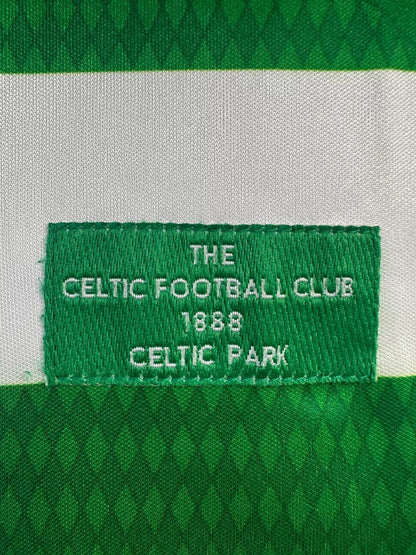 THE
CELTIC FOOTBALL CLUB
1888
CELTIC PARK